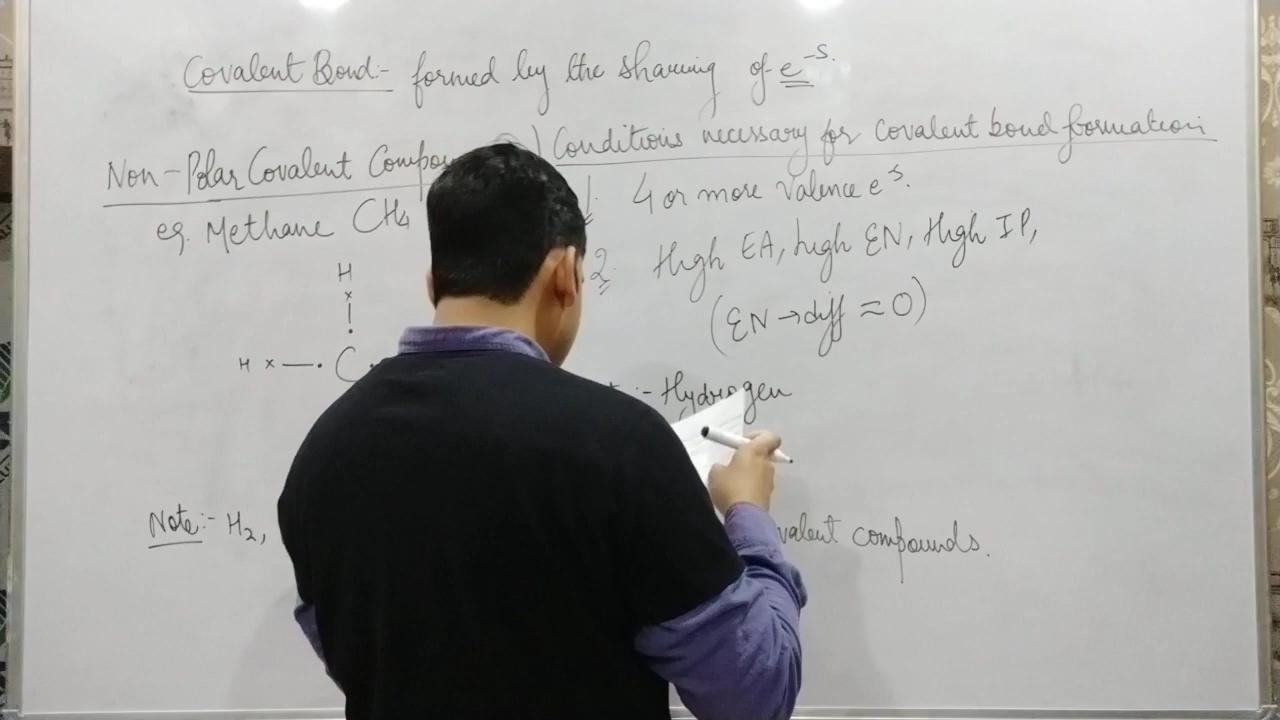 Covalent Bond:- formed by the sharing of e⁻s.
Non-Polar Covalent ) Conditions necessary for covalent bond formation
eg. Methane CH4
1. 4 or more valence e⁻s.
2. High EA, high EN, High IP,
(EN → diff ≈ 0)
H
x
|
.
H x — . C .
:- Hydrogen
Note:- H2, compounds.